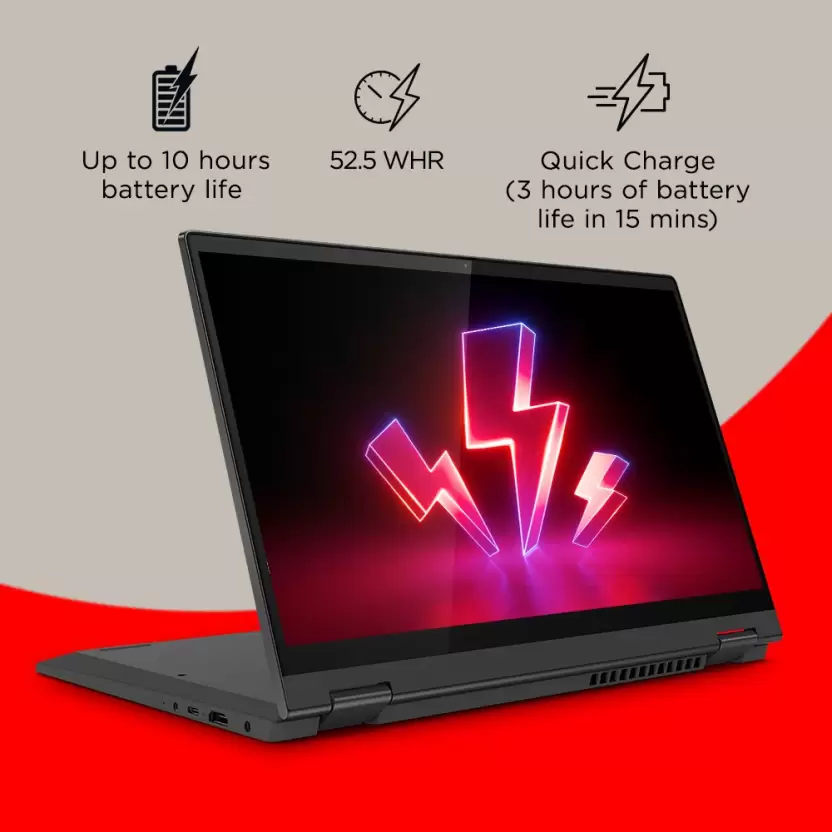 Up to 10 hours
battery life
52.5 WHR
Quick Charge
(3 hours of battery
life in 15 mins)